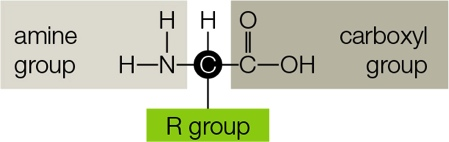 H H O
amine carboxyl
H—N—C—C—OH
group group
R group